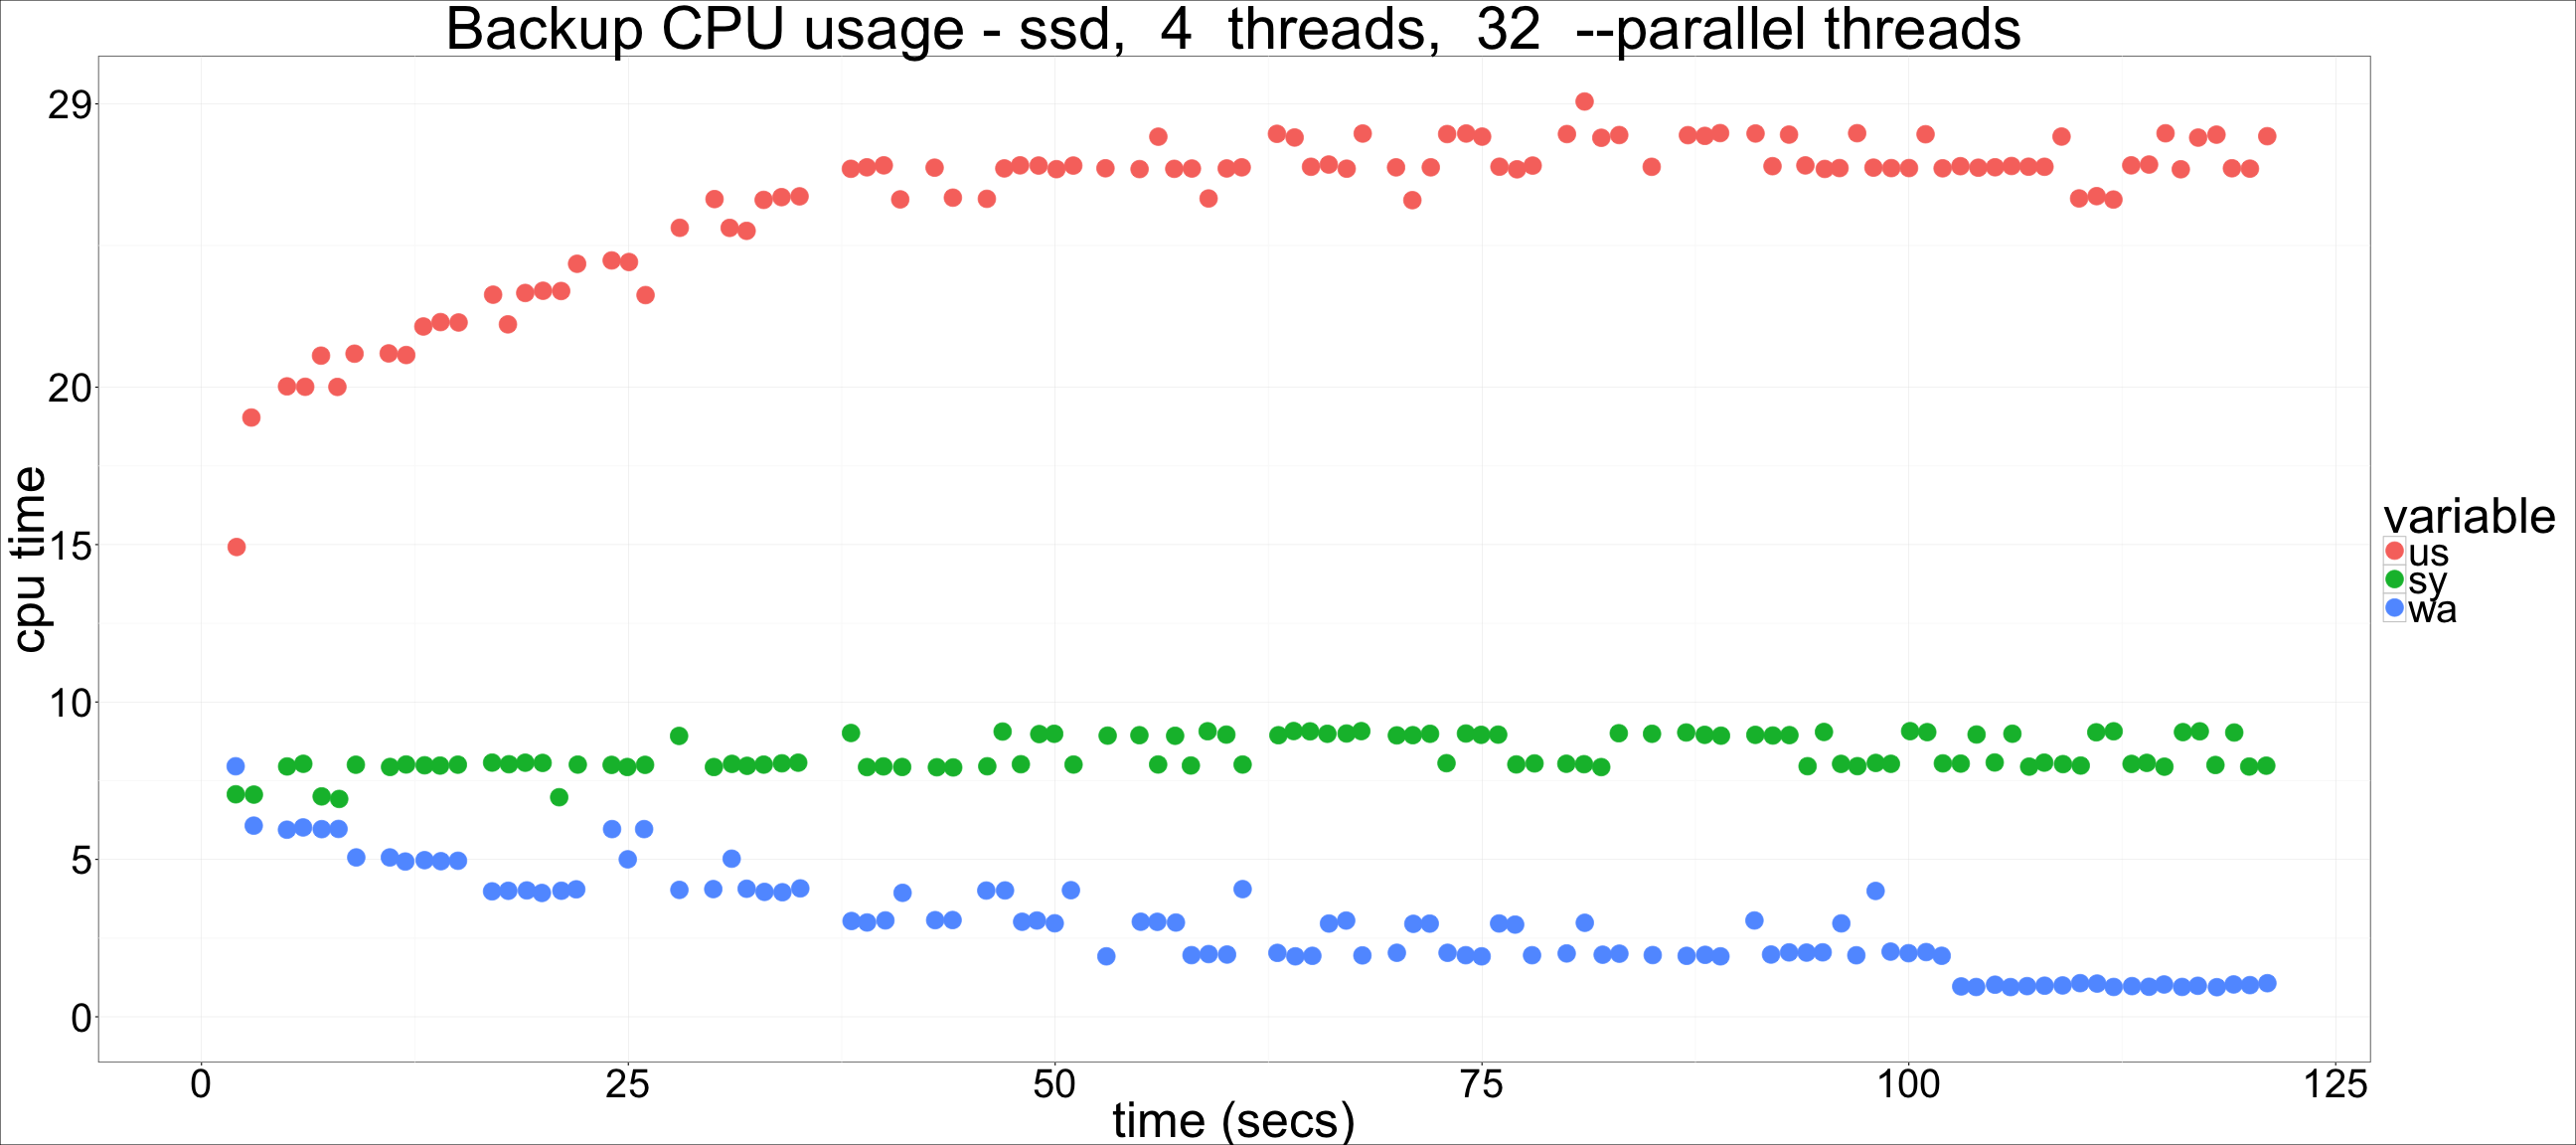 Backup CPU usage - ssd, 4 threads, 32 --parallel threads
29
20
15
10
5
0
cpu time
0 25 50 75 100 125
time (secs)
variable
us
sy
wa